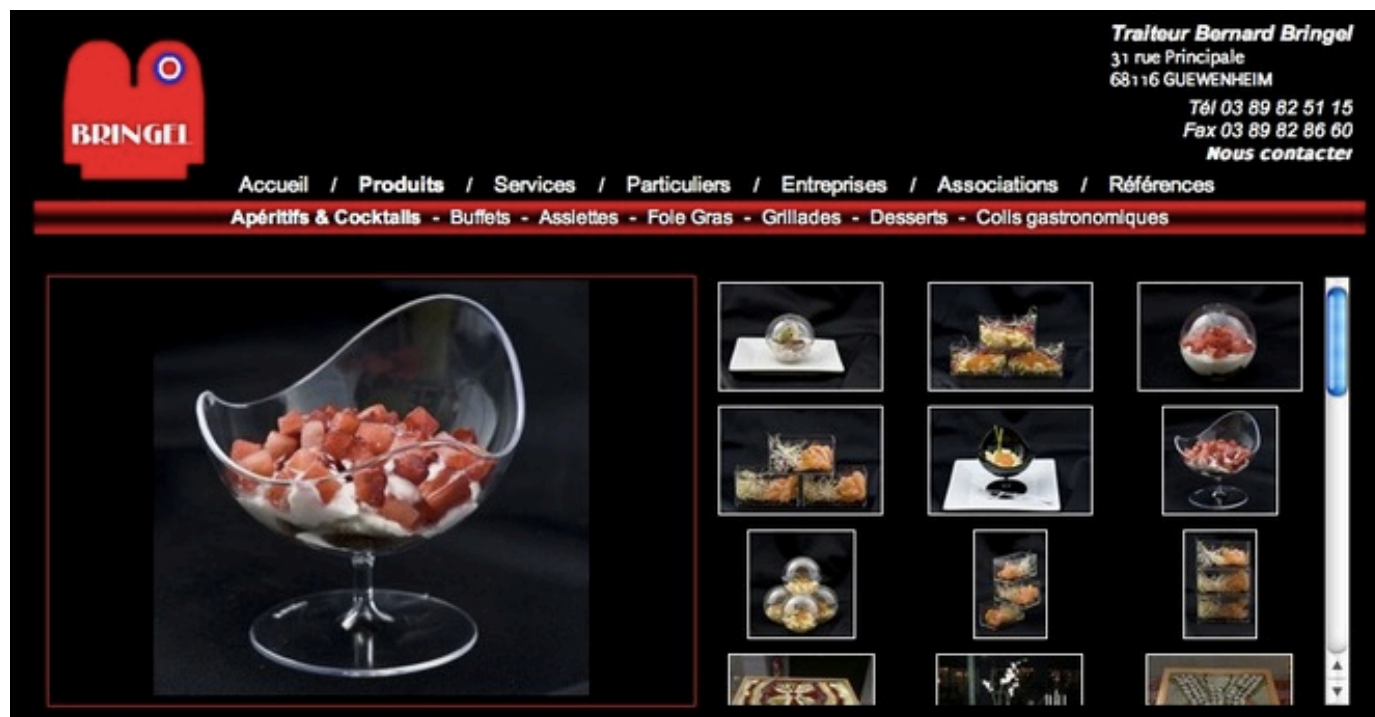 BRINGEL
Traiteur Bernard Bringel
31 rue Principale
68116 GUEWENHEIM
Tél 03 89 82 51 15
Fax 03 89 82 86 60
Nous contacter
Accueil / Produits / Services / Particuliers / Entreprises / Associations / Références
Apéritifs & Cocktails - Buffets - Assiettes - Foie Gras - Grillades - Desserts - Colis gastronomiques